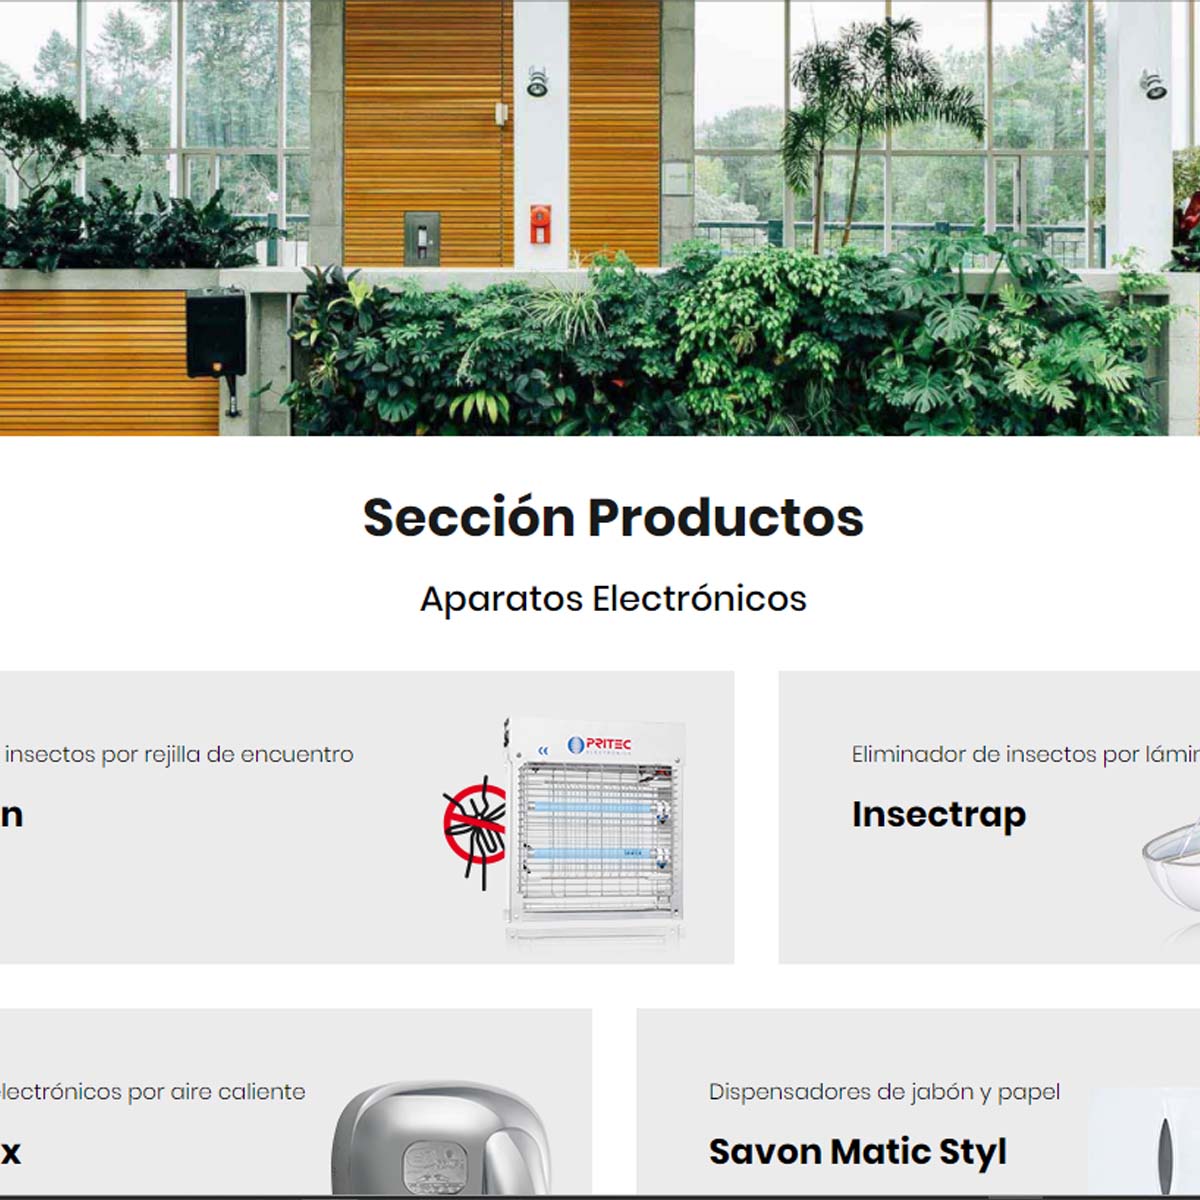 Sección Productos
Aparatos Electrónicos
insectos por rejilla de encuentro
n
CE PRITEC
Eliminador de insectos por lámin
Insectrap
lectrónicos por aire caliente
x
Dispensadores de jabón y papel
Savon Matic Styl